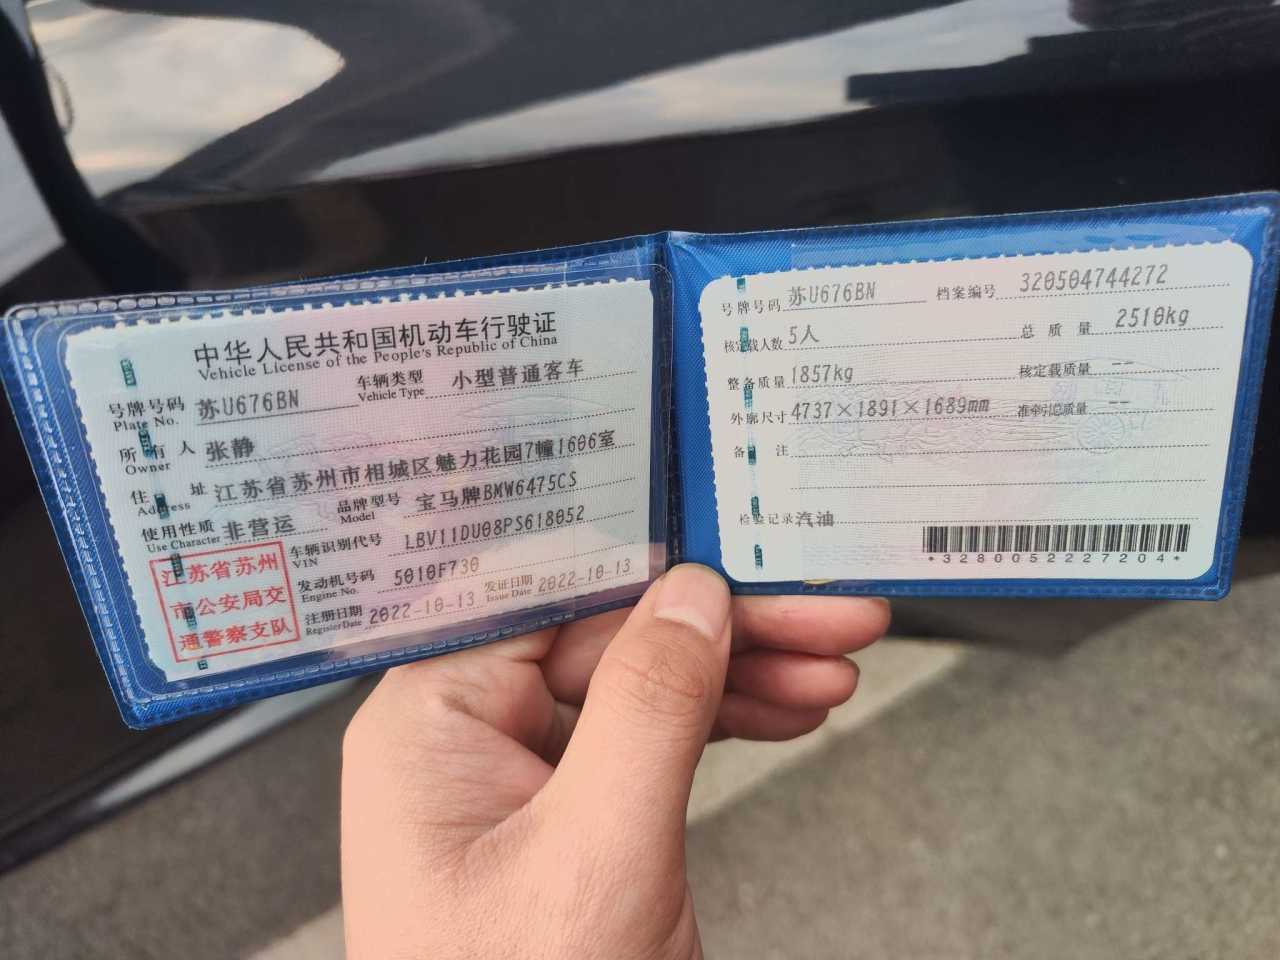 中华人民共和国机动车行驶证
Vehicle License of the People's Republic of China
号牌号码 苏U676BN 车辆类型 小型普通客车
Plate No. Vehicle Type
所有人 张静
Owner
住址 江苏省苏州市相城区魅力花园7幢1606室
Address
使用性质 非营运 品牌型号 宝马牌BMW6475CS
Use Character Model
车辆识别代号 LBV11DU08PS618052
VIN
发动机号码 5010F730
Engine No.
注册日期 2022-10-13 发证日期 2022-10-13
Register Date Issue Date
江苏省苏州
市公安局交
通警察支队
号牌号码 苏U676BN 档案编号 320504744272
核定载人数 5人 总质量 2510kg
整备质量 1857kg 核定载质量 --
外廓尺寸 4737×1891×1689mm 准牵引总质量 --
备注
检验记录 汽油
*3280052227204*